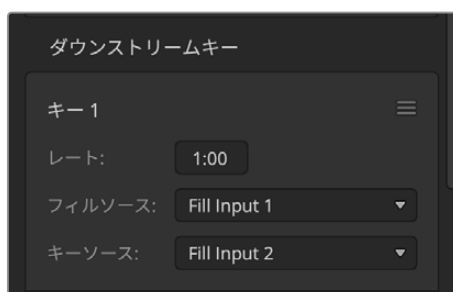 ダウンストリームキー
キー 1
レート: 1:00
フィルソース: Fill Input 1
キーソース: Fill Input 2